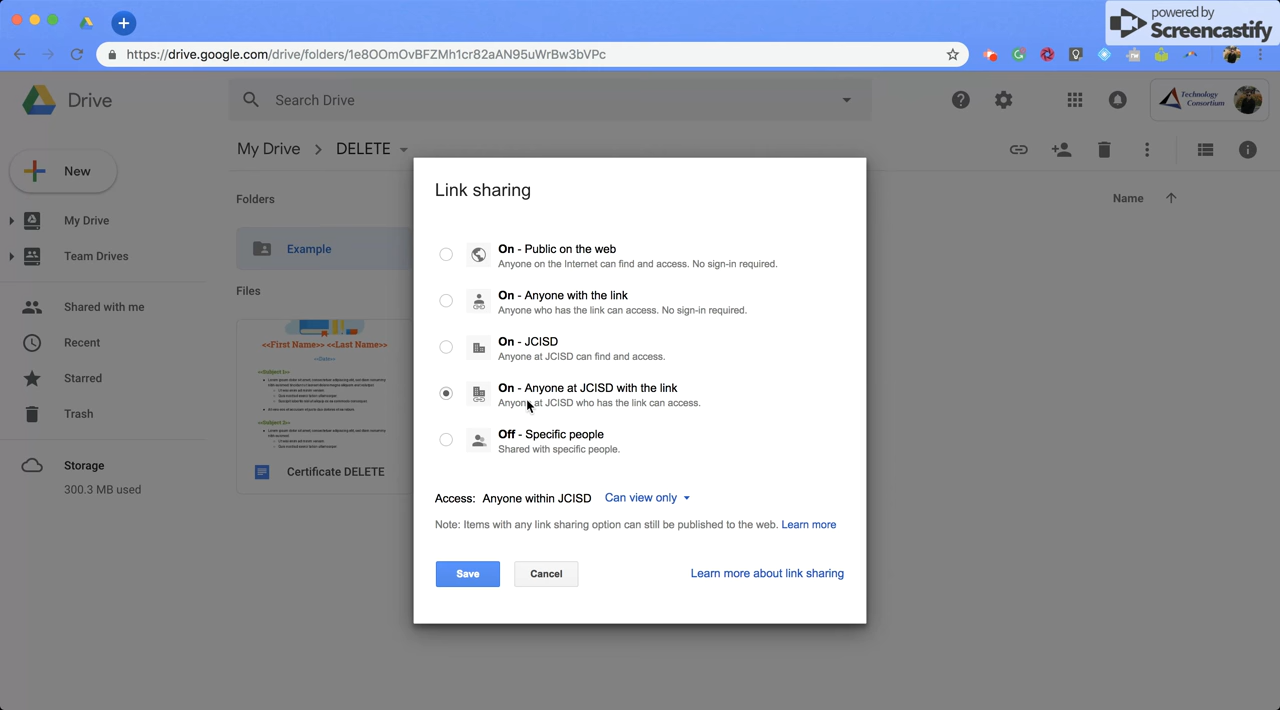 powered by
Screencastify
https://drive.google.com/drive/folders/1e8OOmOvBFZMh1cr82aAN95uWrBw3bVPc
Drive
Search Drive
Technology
Consortium
My Drive > DELETE
New
Folders
Name
My Drive
Team Drives
Example
Files
Shared with me
Recent
Starred
Trash
Storage
300.3 MB used
<<First Name>> <<Last Name>>
Certificate DELETE
Link sharing
On - Public on the web
Anyone on the Internet can find and access. No sign-in required.
On - Anyone with the link
Anyone who has the link can access. No sign-in required.
On - JCISD
Anyone at JCISD can find and access.
On - Anyone at JCISD with the link
Anyone at JCISD who has the link can access.
Off - Specific people
Shared with specific people.
Access: Anyone within JCISD Can view only
Note: Items with any link sharing option can still be published to the web. Learn more
Save
Cancel
Learn more about link sharing